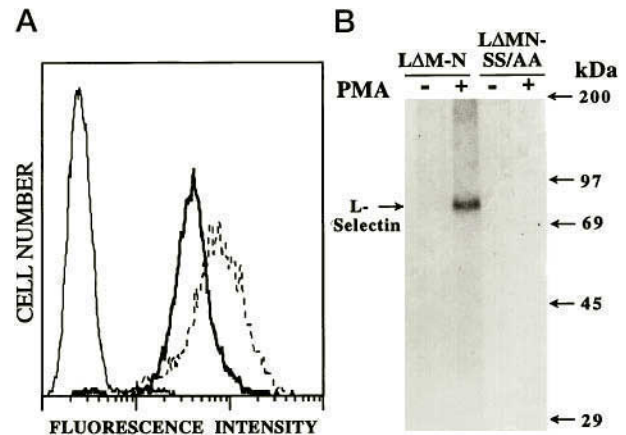 A
CELL NUMBER
FLUORESCENCE INTENSITY
B
LΔM-N
LΔMN-
SS/AA
kDa
PMA
- + - +
200
97
L-
Selectin
69
45
29